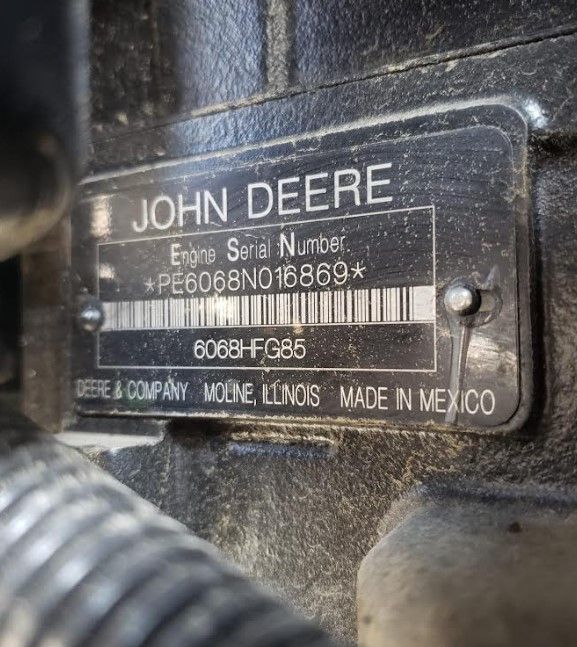 JOHN DEERE
Engine Serial Number
*PE6068N016869*
6068HFG85
DEERE & COMPANY MOLINE, ILLINOIS MADE IN MEXICO